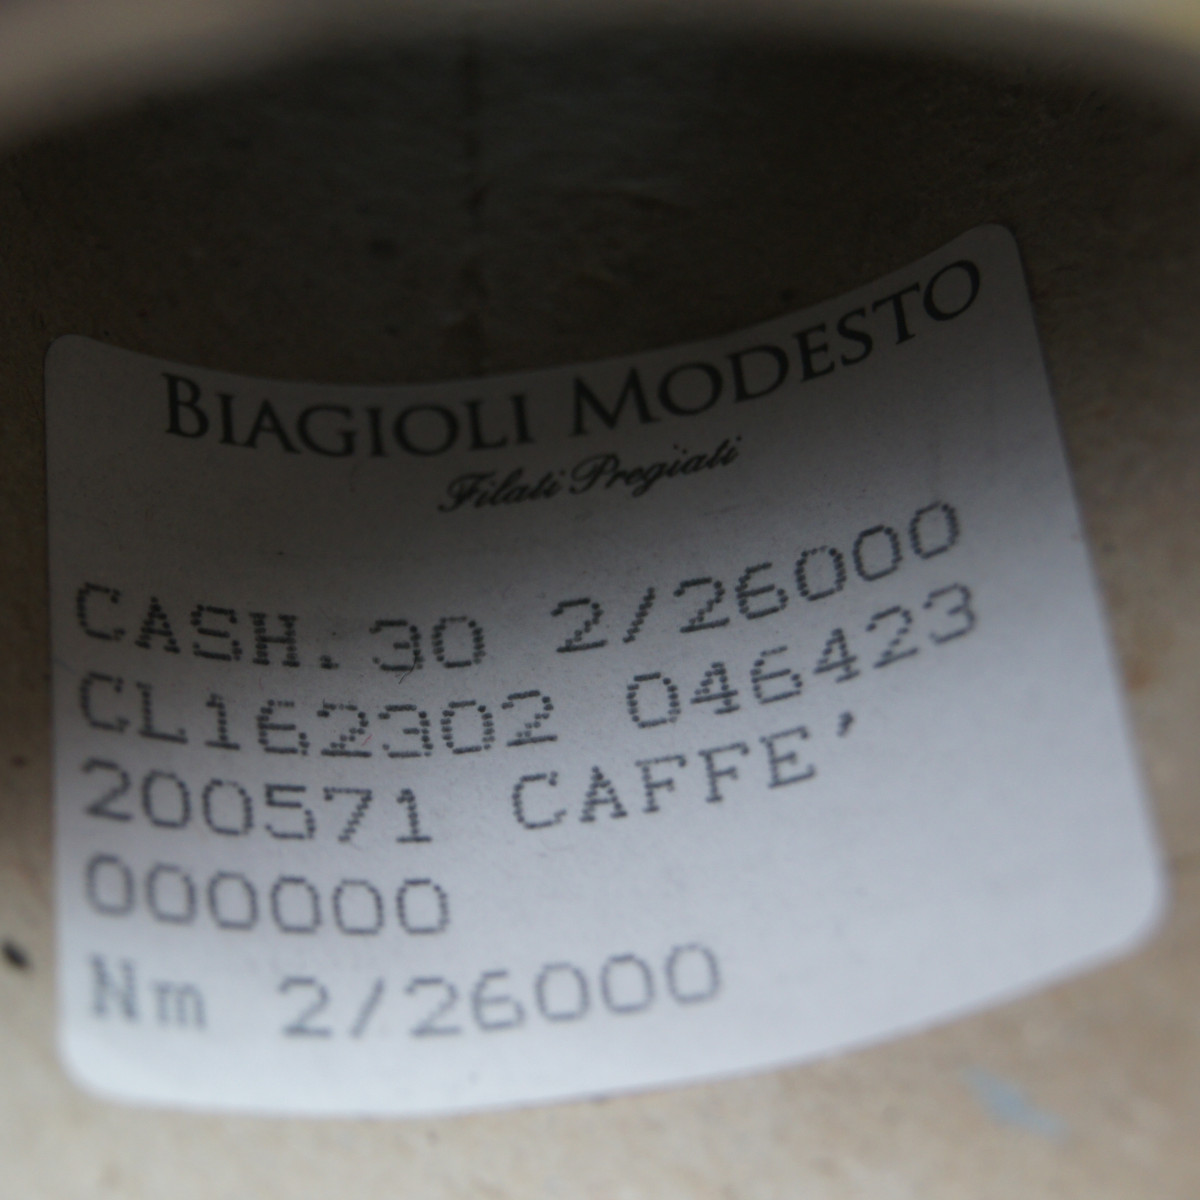 BIAGIOLI MODESTO
Filati Pregiati
CASH.30 2/26000
CL162302 046423
200571 CAFFE'
000000
Nm 2/26000